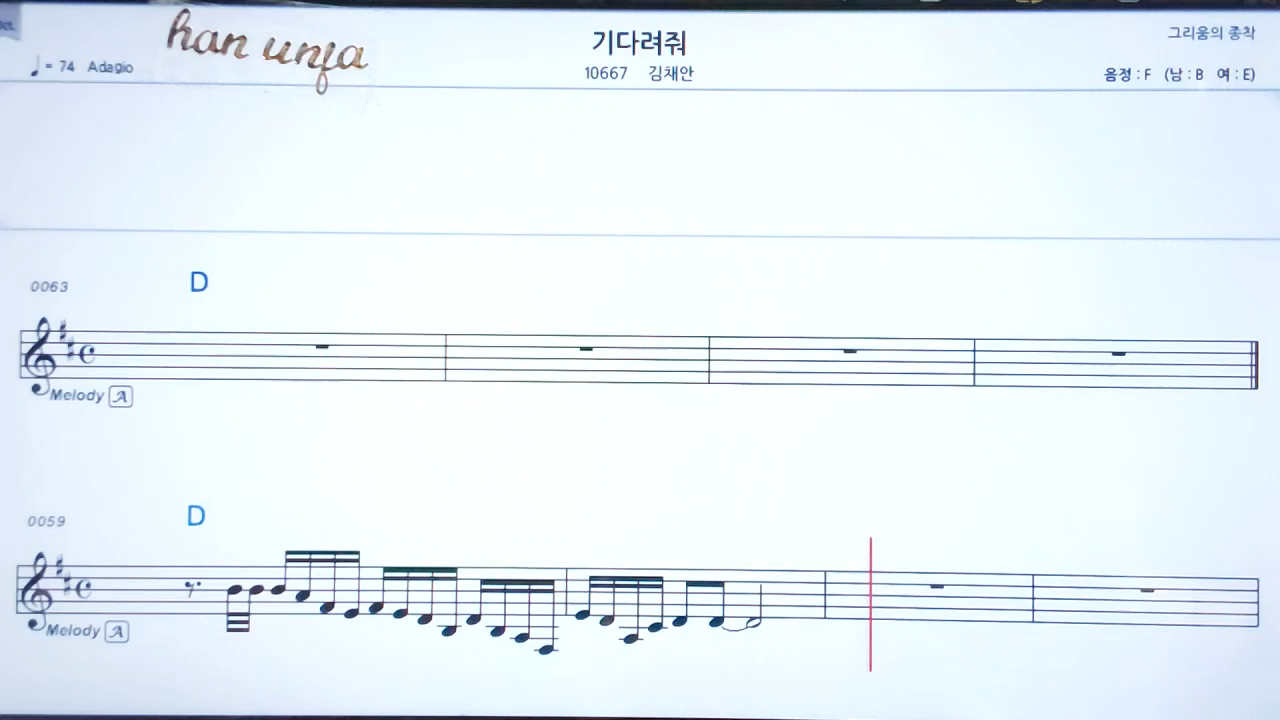 han unfa
기다려줘
그리움의 종착
= 74 Adagio
10667 김채안
음정 : F (남 : B 여 : E)
0063
D
Melody A
0059
D
Melody A